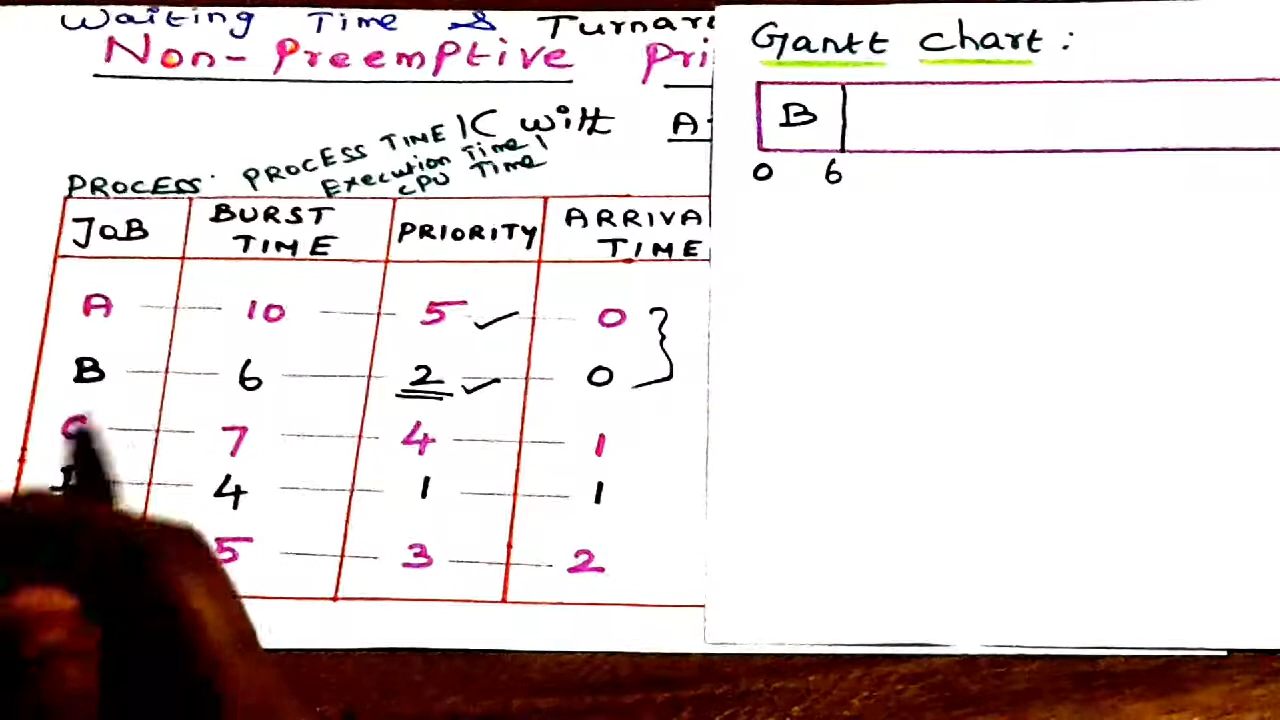 Waiting Time & Turnaro
Non-Preemptive Pri
IC with A
PROCESS: PROCESS TIME |
Execution Time |
CPU Time
JOB BURST TIME PRIORITY ARRIVA TIME
A 10 5 0
B 6 2 0
C 7 4 1
4 1 1
5 3 2
Gantt chart:
B
0 6